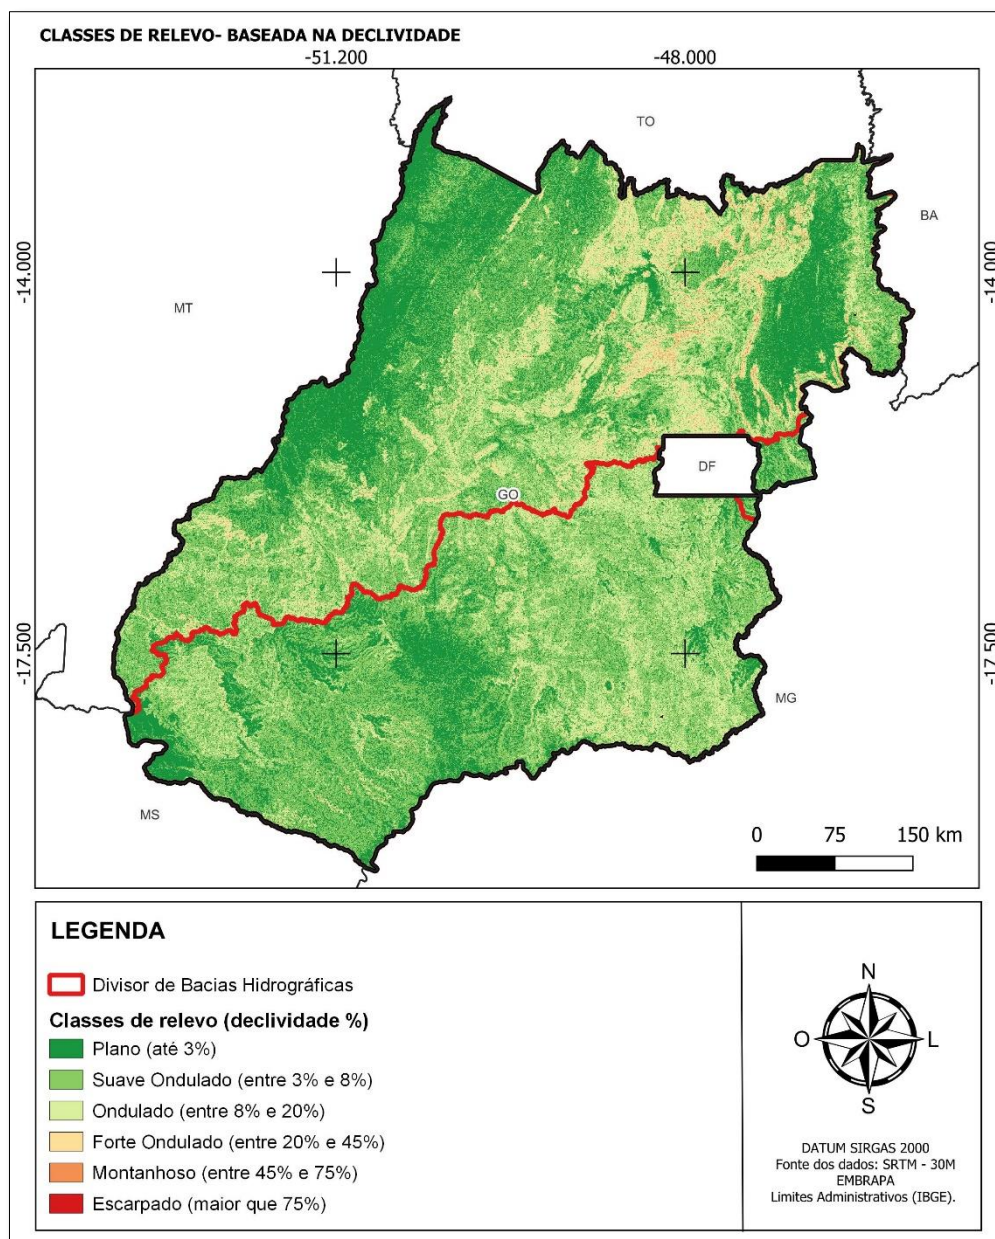 CLASSES DE RELEVO- BASEADA NA DECLIVIDADE
-51.200
-48.000
TO
BA
-14.000
-14.000
MT
DF
GO
-17.500
-17.500
MG
MS
0 75 150 km
LEGENDA
Divisor de Bacias Hidrográficas
Classes de relevo (declividade %)
Plano (até 3%)
Suave Ondulado (entre 3% e 8%)
Ondulado (entre 8% e 20%)
Forte Ondulado (entre 20% e 45%)
Montanhoso (entre 45% e 75%)
Escarpado (maior que 75%)
N
O
L
S
DATUM SIRGAS 2000
Fonte dos dados: SRTM - 30M
EMBRAPA
Limites Administrativos (IBGE).